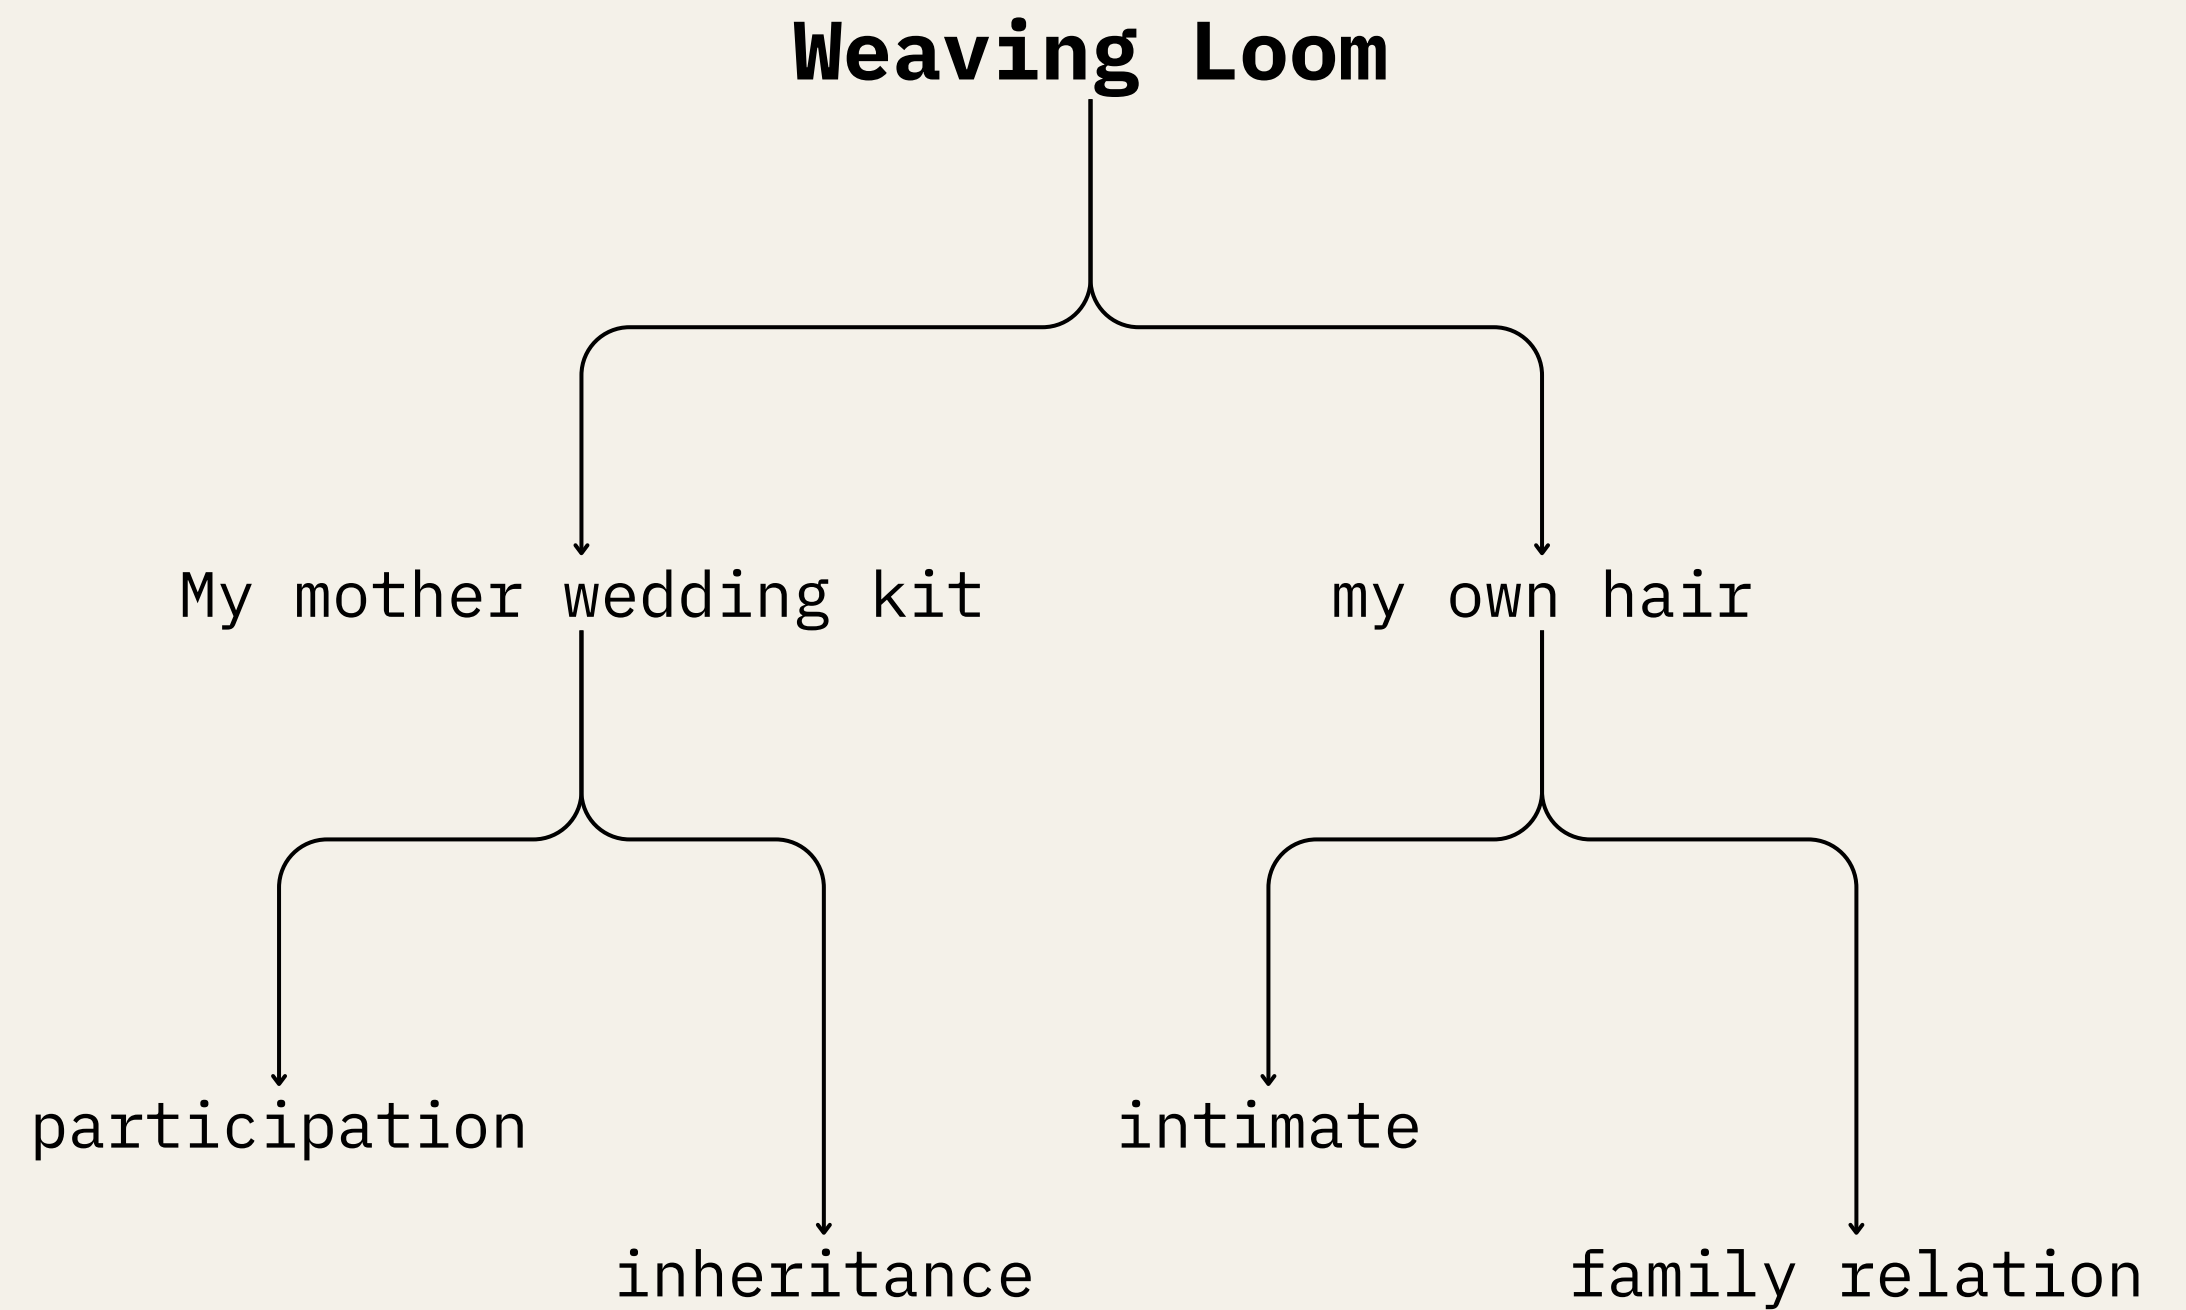 Weaving Loom
My mother wedding kit
my own hair
participation
intimate
inheritance
family relation